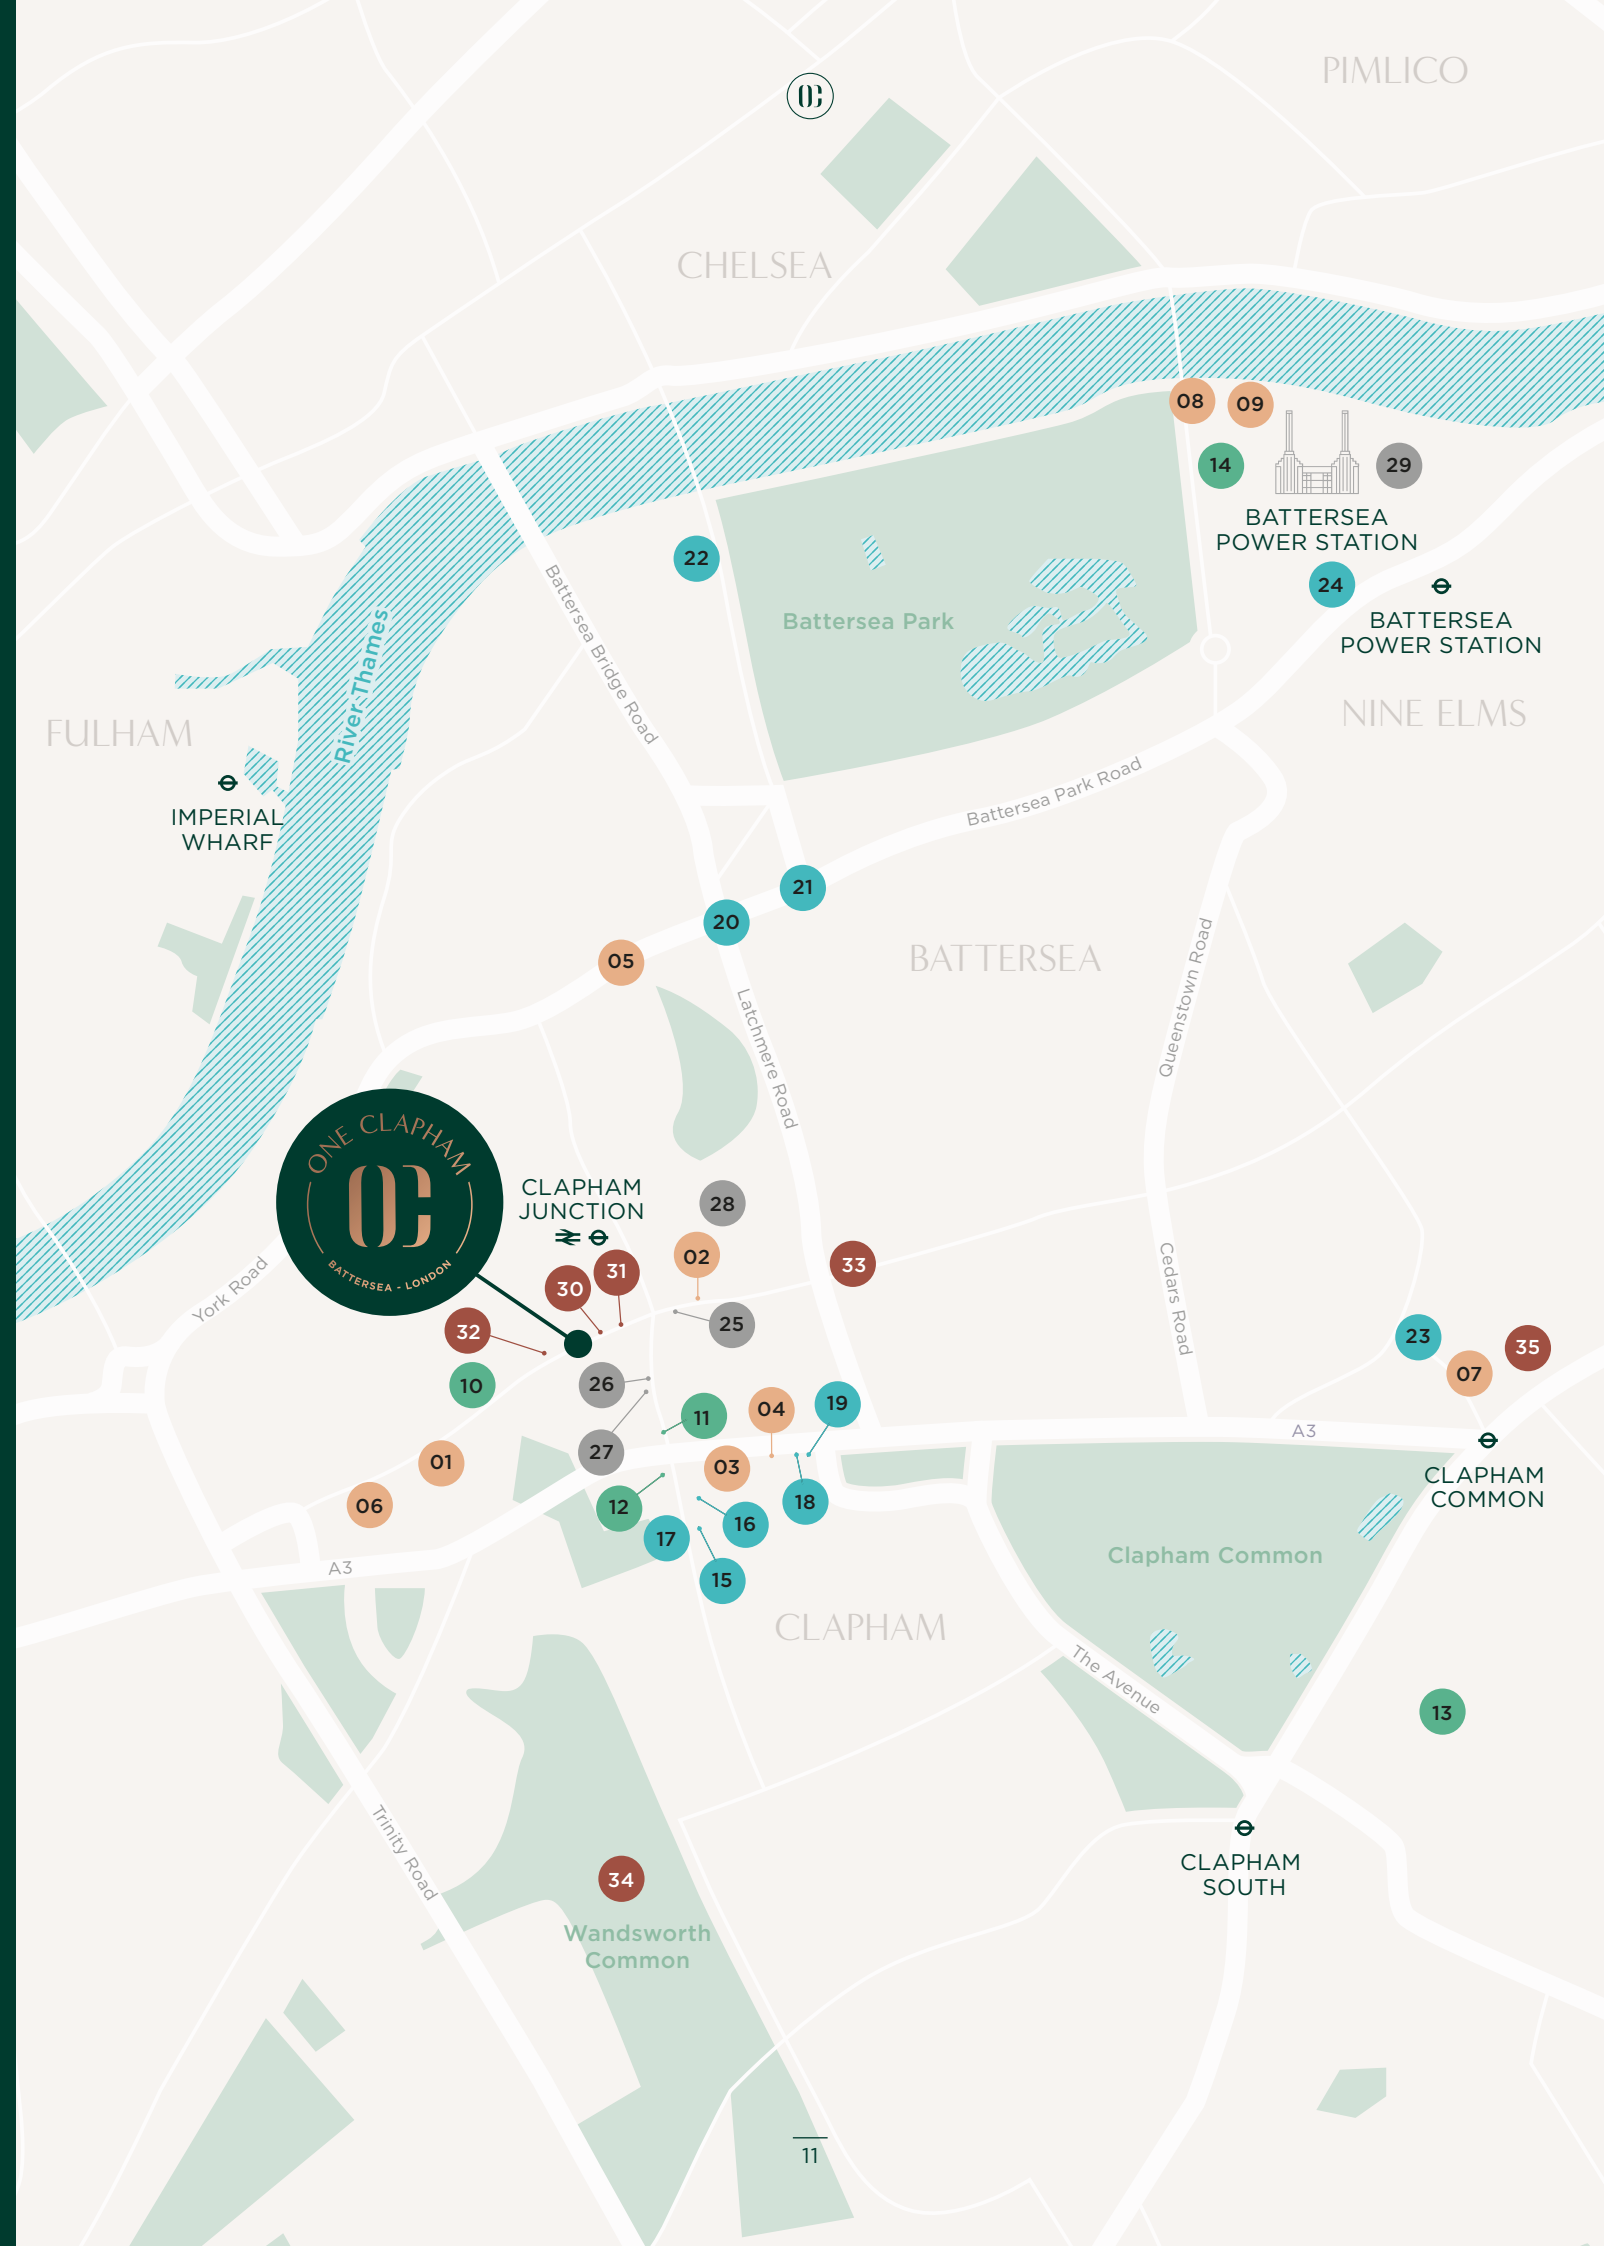 PIMLICO
OC
CHELSEA
08
09
14
29
BATTERSEA
POWER STATION
22
24
BATTERSEA
POWER STATION
Battersea Bridge Road
Battersea Park
River Thames
FULHAM
NINE ELMS
IMPERIAL
WHARF
Battersea Park Road
21
20
05
BATTERSEA
Queenstown Road
Latchmere Road
ONE CLAPHAM
OC
BATTERSEA - LONDON
CLAPHAM
JUNCTION
28
02
33
31
30
25
32
York Road
Cedars Road
23
35
07
10
26
11
04
19
27
03
A3
CLAPHAM
COMMON
01
06
12
18
16
17
15
A3
Clapham Common
CLAPHAM
The Avenue
13
Trinity Road
CLAPHAM
SOUTH
34
Wandsworth
Common
11